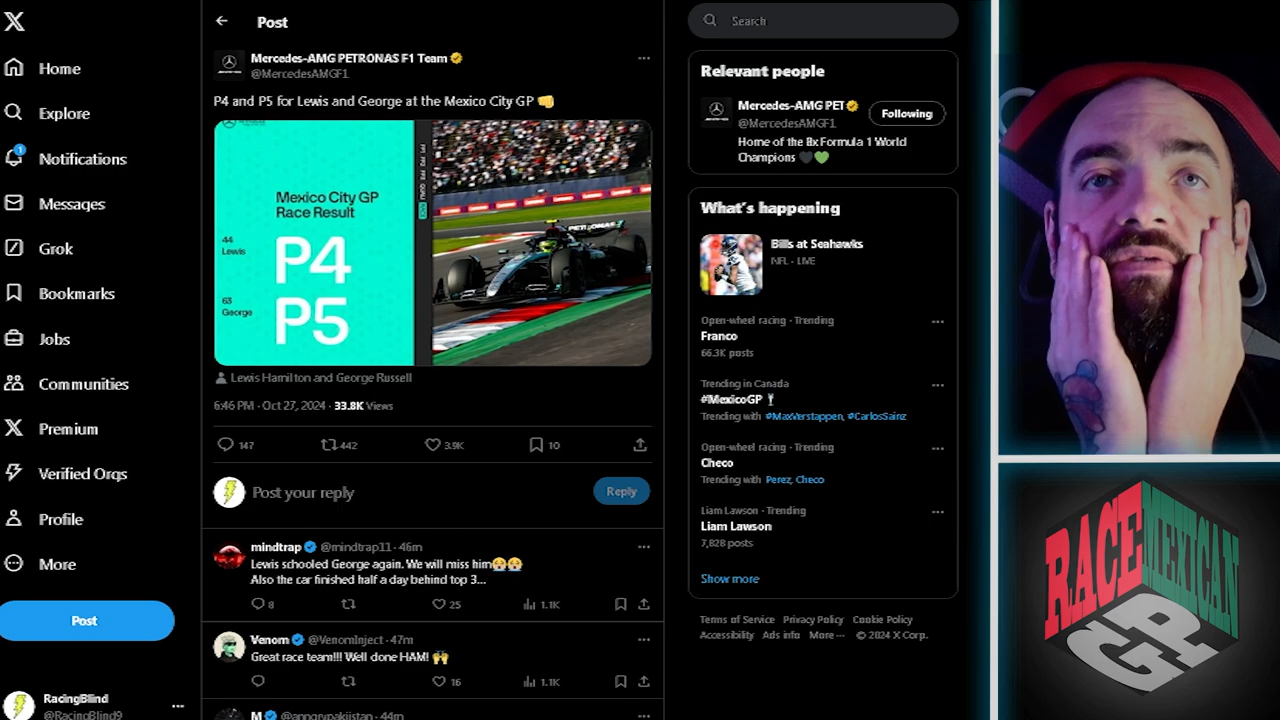 Home
Explore
1
Notifications
Messages
Grok
Bookmarks
Jobs
Communities
Premium
Verified Orgs
Profile
More
Post
RacingBlind
@RacingBlind9
Post
Mercedes-AMG PETRONAS F1 Team
@MercedesAMGF1
P4 and P5 for Lewis and George at the Mexico City GP 👊
Mexico City GP
Race Result
44
Lewis
P4
63
George
P5
PETRONAS
Lewis Hamilton and George Russell
6:46 PM · Oct 27, 2024 · 33.8K Views
147
442
3.9K
10
Post your reply
Reply
mindtrap @mindtrap11 · 46m
Lewis schooled George again. We will miss him😭😭
Also the car finished half a day behind top 3...
8
25
1.1K
Venom @VenomInject · 47m
Great race team!!! Well done HAM! 🙌
16
1.1K
M @anngrypakiistan · 44m
Search
Relevant people
Mercedes-AMG PET
@MercedesAMGF1
Following
Home of the 8x Formula 1 World
Champions 🖤💚
What's happening
Bills at Seahawks
NFL · LIVE
Open-wheel racing · Trending
Franco
66.3K posts
Trending in Canada
#MexicoGP
Trending with #MaxVerstappen, #CarlosSainz
Open-wheel racing · Trending
Checo
Trending with Perez, Checo
Liam Lawson · Trending
Liam Lawson
7,828 posts
Show more
Terms of Service Privacy Policy Cookie Policy
Accessibility Ads info More ··· © 2024 X Corp.
RACE
MEXICAN
GP